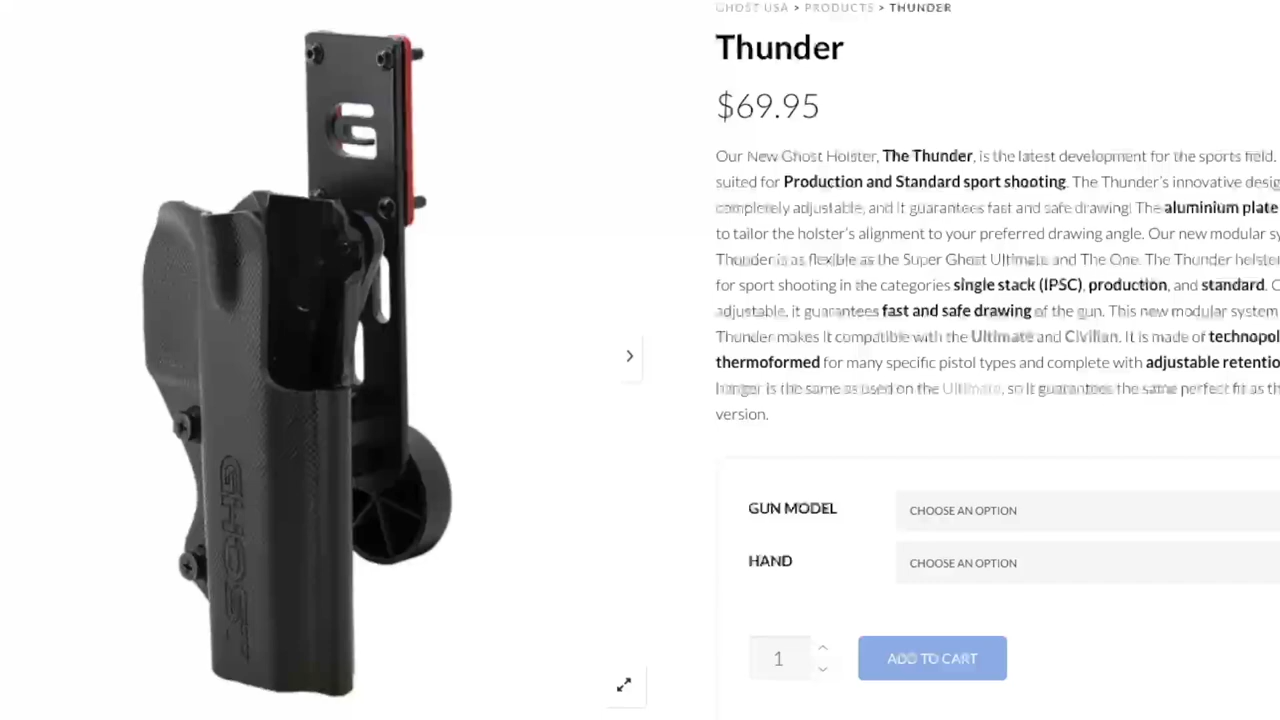 GHOST USA > PRODUCTS > THUNDER
Thunder
$69.95
Our New Ghost Holster, The Thunder, is the latest development for the sports field.
suited for Production and Standard sport shooting. The Thunder's innovative desig
completely adjustable, and it guarantees fast and safe drawing! The aluminium plate
to tailor the holster's alignment to your preferred drawing angle. Our new modular sy
Thunder is as flexible as the Super Ghost Ultimate and The One. The Thunder holster
for sport shooting in the categories single stack (IPSC), production, and standard.
adjustable, it guarantees fast and safe drawing of the gun. This new modular system
Thunder makes it compatible with the Ultimate and Civilian. It is made of technopol
thermoformed for many specific pistol types and complete with adjustable retentio
hanger is the same as used on the Ultimate, so it guarantees the same perfect fit as th
version.
GUN MODEL CHOOSE AN OPTION
HAND CHOOSE AN OPTION
1 ADD TO CART
GHOST